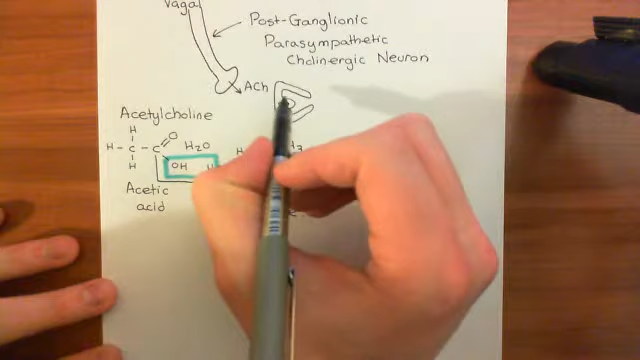 Vagal
Post-Ganglionic
Parasympathetic
Cholinergic Neuron
ACh
Acetylcholine
H
H - C - C O H2O H
H OH
Acetic
acid